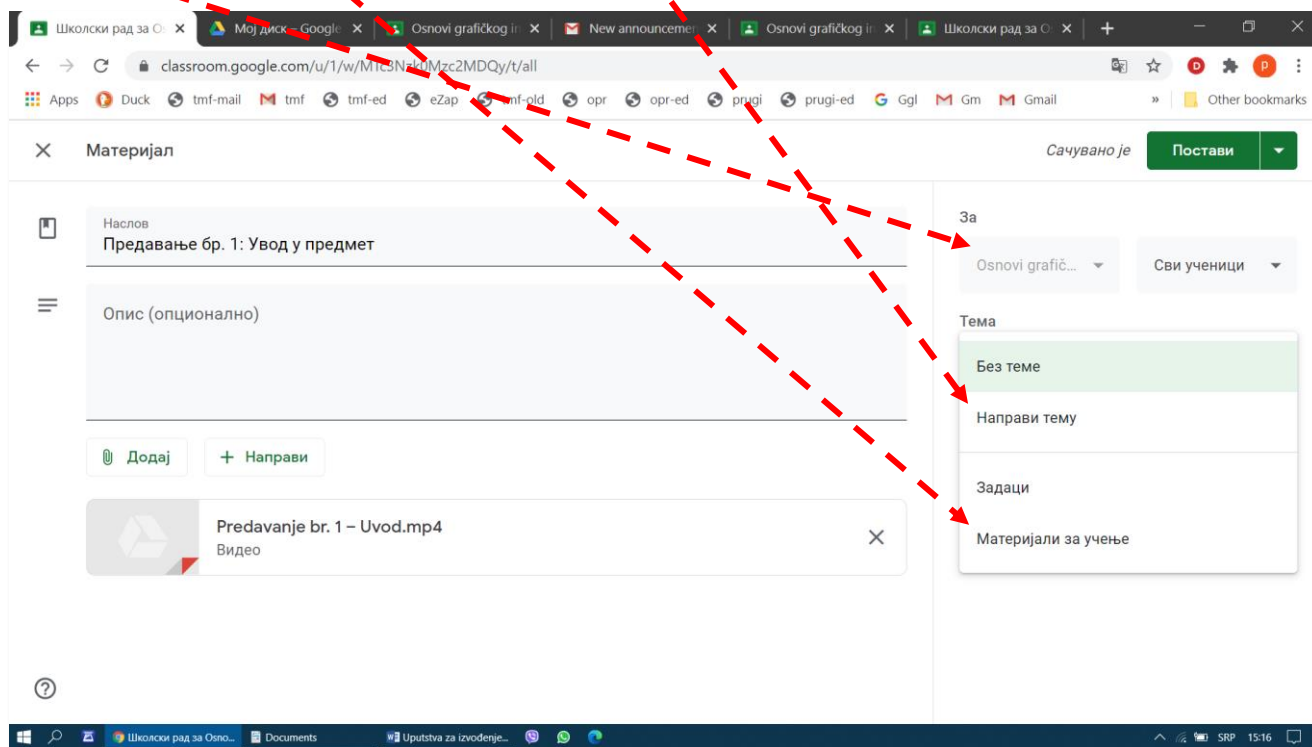 Школски рад за O
Мој диск – Google
Osnovi grafičkog in
New announcemen
Osnovi grafičkog in
Школски рад за O
classroom.google.com/u/1/w/MTc3Nzk0Mzc2MDQy/t/all
Apps Duck tmf-mail tmf tmf-ed eZap tmf-old opr opr-ed prugi prugi-ed Ggl Gm Gmail » Other bookmarks
Материјал
Сачувано је
Постави
Наслов
Предавање бр. 1: Увод у предмет
Опис (опционално)
Додај
Направи
Predavanje br. 1 – Uvod.mp4
Видео
За
Osnovi grafič...
Сви ученици
Тема
Без теме
Направи тему
Задаци
Материјали за учење
Школски рад за Osno...
Documents
Uputstva za izvođenje...
SRP 15:16